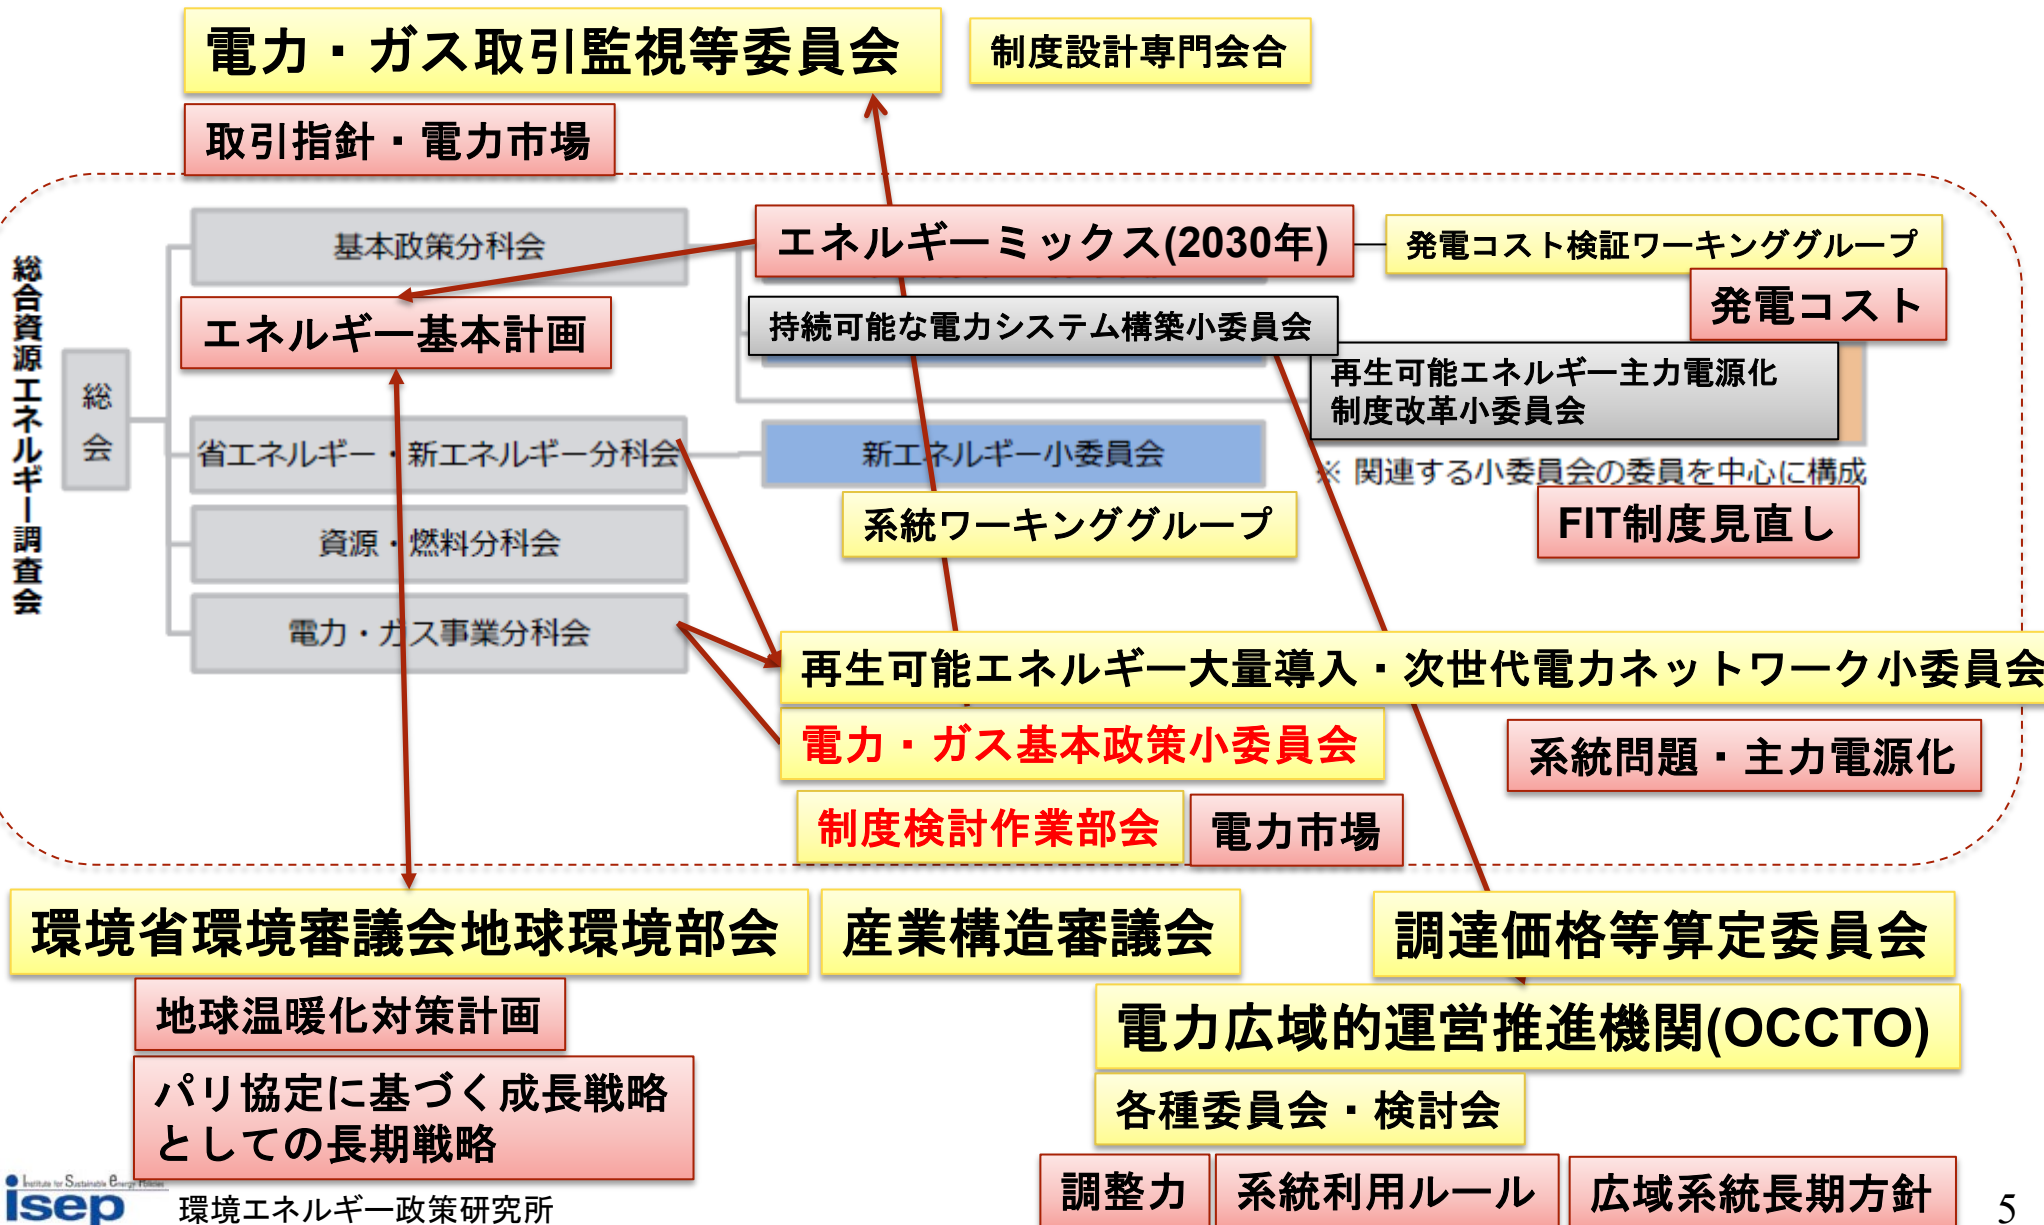 電力・ガス取引監視等委員会
制度設計専門会合
取引指針・電力市場
総合資源エネルギー調査会
総会
基本政策分科会
エネルギーミックス(2030年)
発電コスト検証ワーキンググループ
発電コスト
エネルギー基本計画
持続可能な電力システム構築小委員会
再生可能エネルギー主力電源化
制度改革小委員会
省エネルギー・新エネルギー分科会
新エネルギー小委員会
※ 関連する小委員会の委員を中心に構成
系統ワーキンググループ
FIT制度見直し
資源・燃料分科会
電力・ガス事業分科会
再生可能エネルギー大量導入・次世代電力ネットワーク小委員会
電力・ガス基本政策小委員会
系統問題・主力電源化
制度検討作業部会
電力市場
環境省環境審議会地球環境部会
産業構造審議会
調達価格等算定委員会
地球温暖化対策計画
電力広域的運営推進機関(OCCTO)
パリ協定に基づく成長戦略
としての長期戦略
各種委員会・検討会
調整力
系統利用ルール
広域系統長期方針
Institute for Sustainable Energy Policies
isep
環境エネルギー政策研究所
5